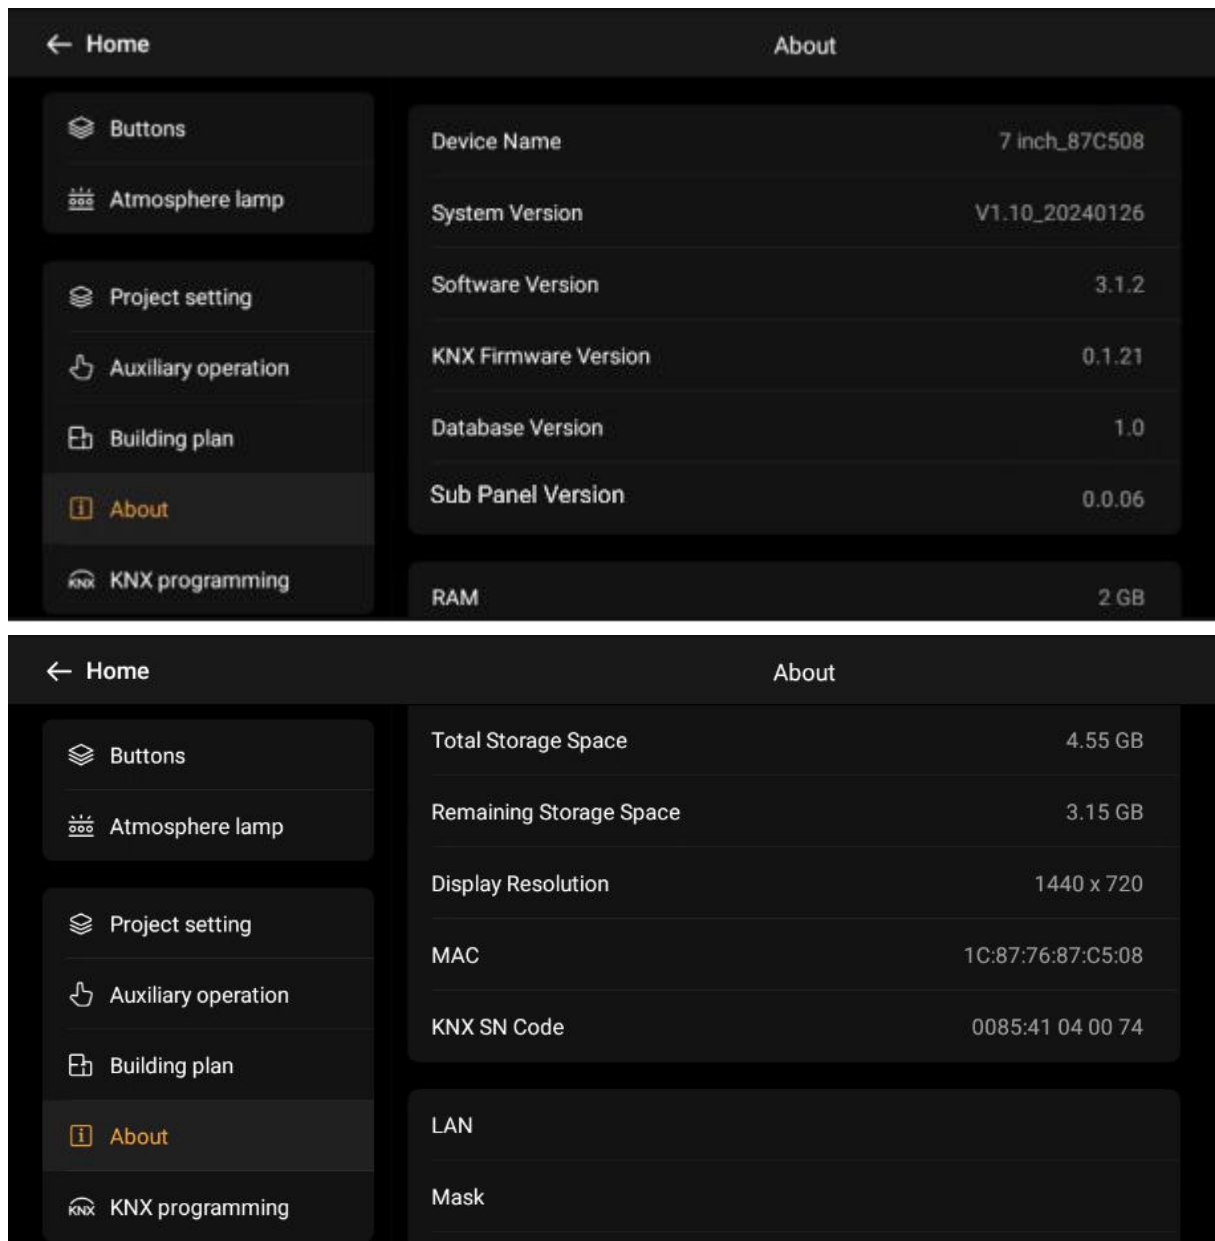 Home
About
Buttons
Atmosphere lamp
Project setting
Auxiliary operation
Building plan
About
KNX KNX programming
Device Name 7 inch_87C508
System Version V1.10_20240126
Software Version 3.1.2
KNX Firmware Version 0.1.21
Database Version 1.0
Sub Panel Version 0.0.06
RAM 2 GB
Home
About
Buttons
Atmosphere lamp
Project setting
Auxiliary operation
Building plan
About
KNX KNX programming
Total Storage Space 4.55 GB
Remaining Storage Space 3.15 GB
Display Resolution 1440 x 720
MAC 1C:87:76:87:C5:08
KNX SN Code 0085:41 04 00 74
LAN
Mask